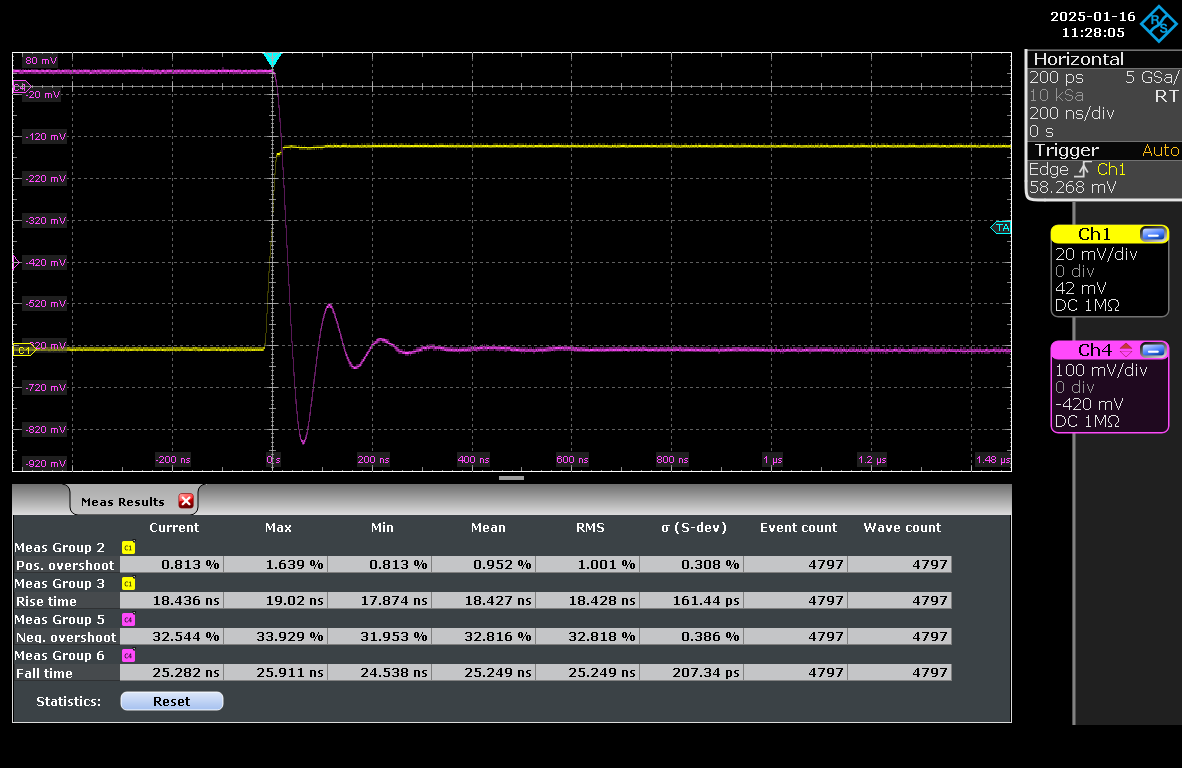 2025-01-16
11:28:05
R S
Horizontal
200 ps 5 GSa/
10 kSa RT
200 ns/div
0 s
Trigger Auto
Edge Ch1
58.268 mV
Ch1
20 mV/div
0 div
42 mV
DC 1MΩ
Ch4
100 mV/div
0 div
-420 mV
DC 1MΩ
80 mV
C4
-20 mV
-120 mV
-220 mV
TA
-320 mV
-420 mV
-520 mV
C1
-720 mV
-820 mV
-920 mV
-200 ns 0 s 200 ns 400 ns 600 ns 800 ns 1 µs 1.2 µs 1.48 µs
Meas Results
Current Max Min Mean RMS σ (S-dev) Event count Wave count
Meas Group 2 C1
Pos. overshoot 0.813 % 1.639 % 0.813 % 0.952 % 1.001 % 0.308 % 4797 4797
Meas Group 3 C1
Rise time 18.436 ns 19.02 ns 17.874 ns 18.427 ns 18.428 ns 161.44 ps 4797 4797
Meas Group 5 C4
Neg. overshoot 32.544 % 33.929 % 31.953 % 32.816 % 32.818 % 0.386 % 4797 4797
Meas Group 6 C4
Fall time 25.282 ns 25.911 ns 24.538 ns 25.249 ns 25.249 ns 207.34 ps 4797 4797
Statistics: Reset